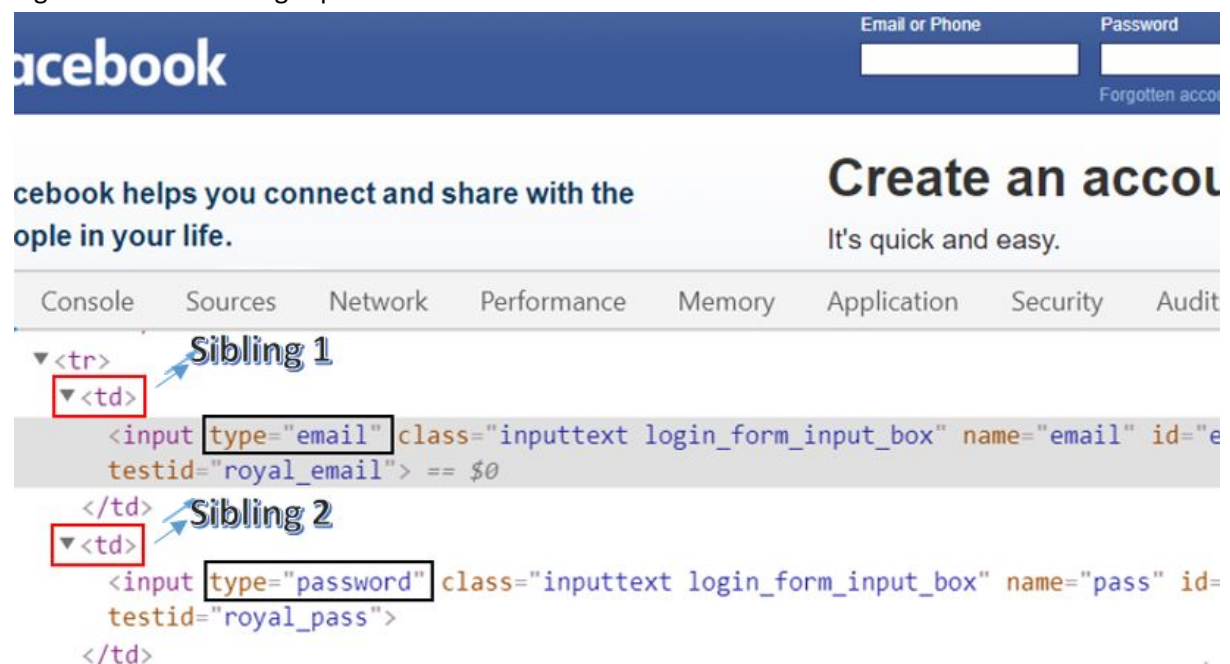 Email or Phone Password
acebook
Forgotten accou
cebook helps you connect and share with the
ople in your life.
Create an accou
It's quick and easy.
Console Sources Network Performance Memory Application Security Audit
▼<tr>
Sibling 1
▼<td>
<input type="email" class="inputtext login_form_input_box" name="email" id="e
testid="royal_email"> == $0
</td>
Sibling 2
▼<td>
<input type="password" class="inputtext login_form_input_box" name="pass" id=
testid="royal_pass">
</td>